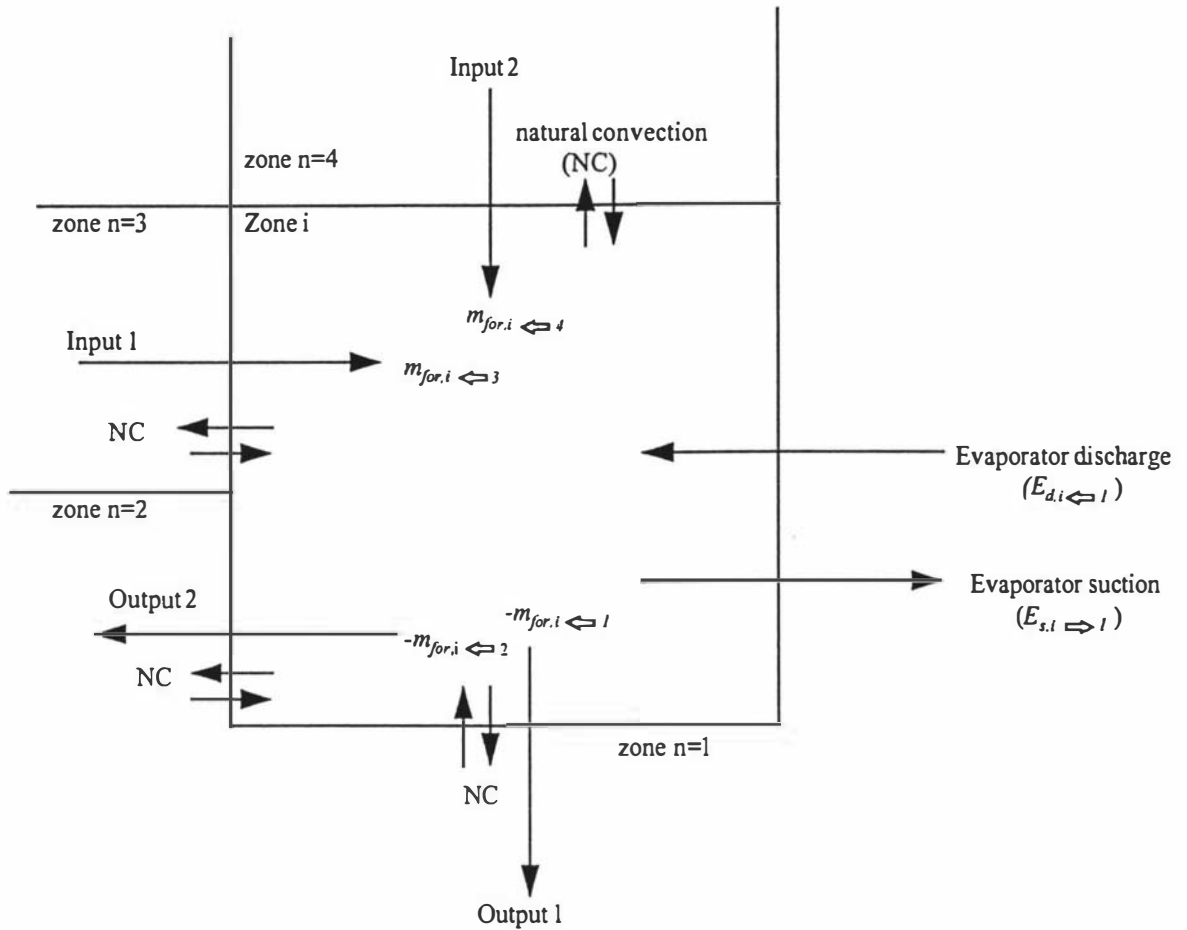 Input 2
natural convection
(NC)
zone n=4
zone n=3
Zone i
m_for,i ⇐ 4
Input 1
m_for,i ⇐ 3
NC
Evaporator discharge
(E_d,i ⇐ 1)
zone n=2
Evaporator suction
(E_s,i ⇒ 1)
Output 2
-m_for,i ⇐ 1
-m_for,i ⇐ 2
NC
zone n=1
NC
Output 1